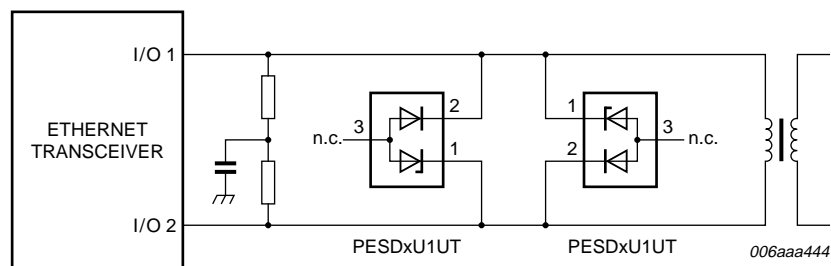 I/O 1
ETHERNET
TRANSCEIVER
I/O 2
n.c.
3
2
1
PESDxU1UT
1
2
3
n.c.
PESDxU1UT
006aaa444